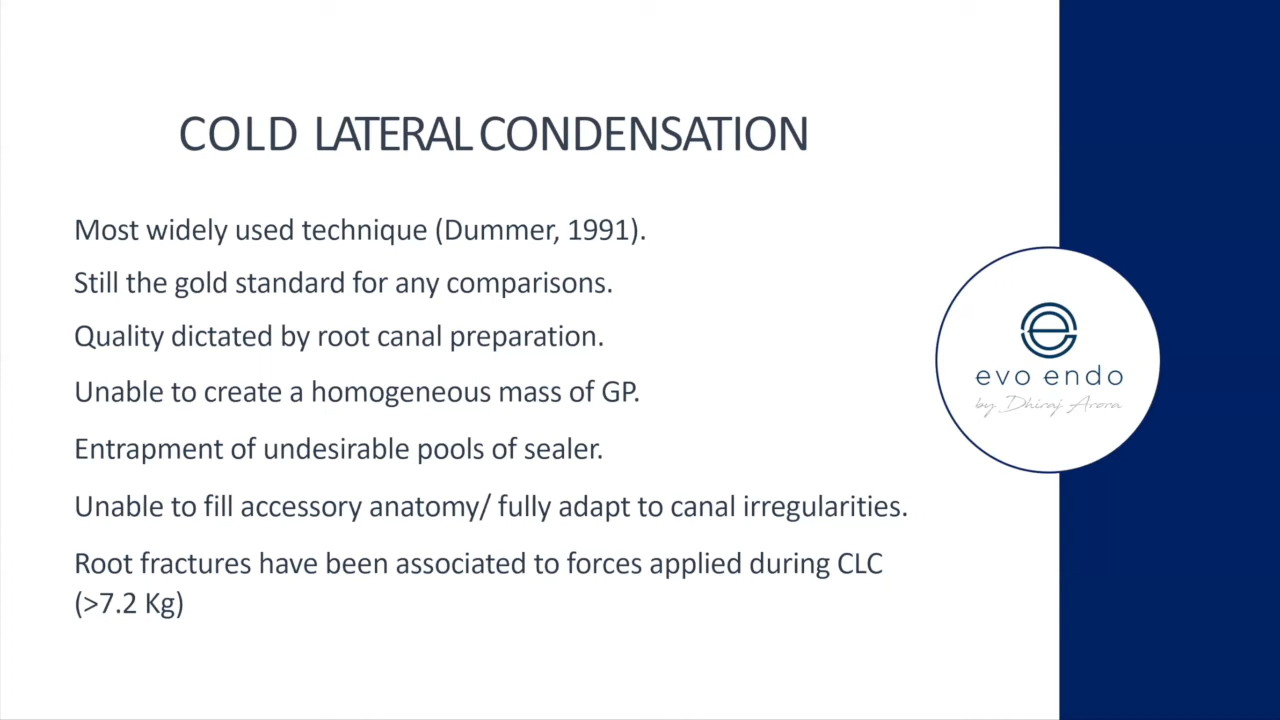 COLD LATERAL CONDENSATION
Most widely used technique (Dummer, 1991).
Still the gold standard for any comparisons.
Quality dictated by root canal preparation.
Unable to create a homogeneous mass of GP.
Entrapment of undesirable pools of sealer.
Unable to fill accessory anatomy/ fully adapt to canal irregularities.
Root fractures have been associated to forces applied during CLC
(>7.2 Kg)
evo endo
by Dhiraj Arora